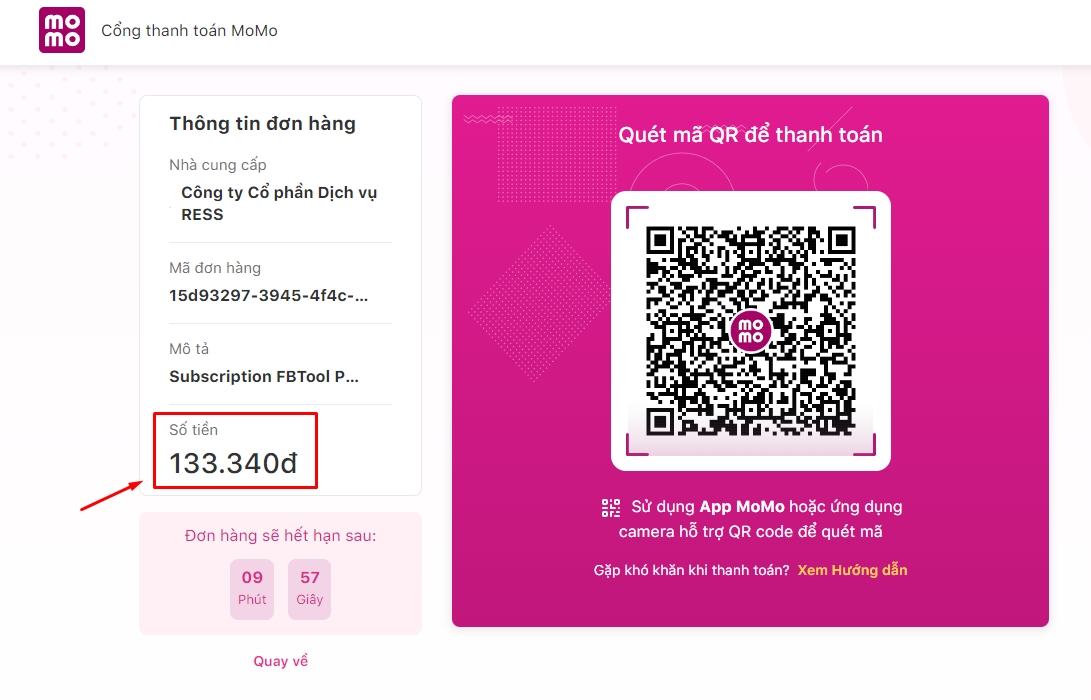 mo
mo
Cổng thanh toán MoMo
Thông tin đơn hàng
Nhà cung cấp
Công ty Cổ phần Dịch vụ
RESS
Mã đơn hàng
15d93297-3945-4f4c-...
Mô tả
Subscription FBTool P...
Số tiền
133.340đ
Đơn hàng sẽ hết hạn sau:
09
Phút
57
Giây
Quay về
Quét mã QR để thanh toán
mo
mo
Sử dụng App MoMo hoặc ứng dụng
camera hỗ trợ QR code để quét mã
Gặp khó khăn khi thanh toán? Xem Hướng dẫn